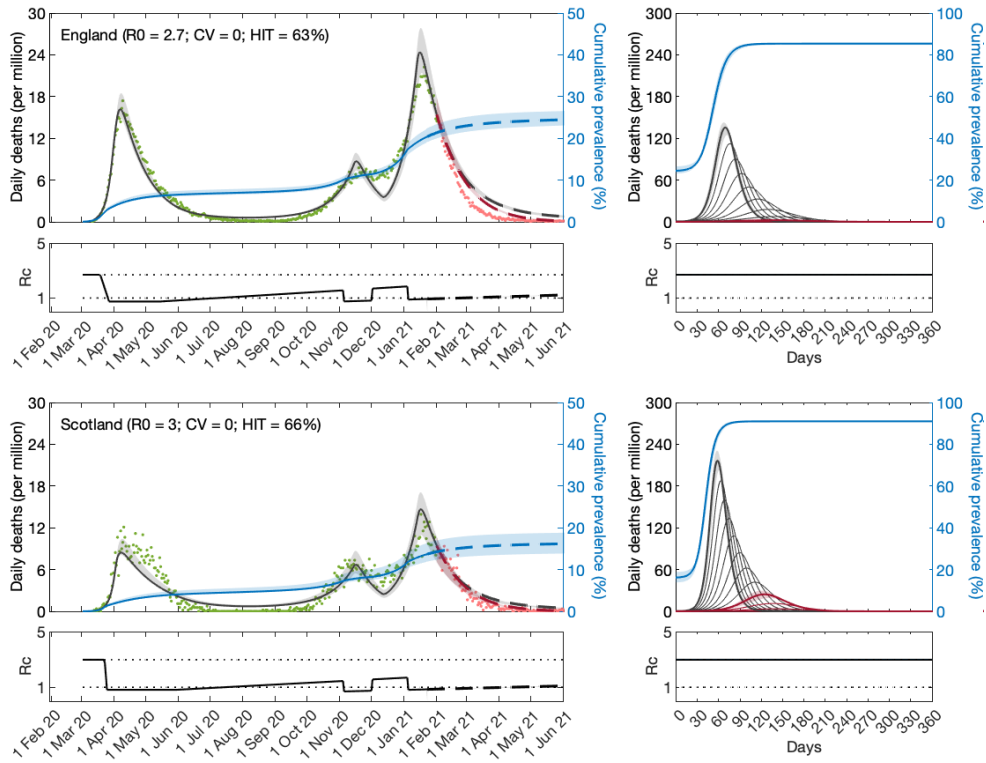 England (R0 = 2.7; CV = 0; HIT = 63%)
Daily deaths (per million)
30
24
18
12
6
0
Cumulative prevalence (%)
50
40
30
20
10
0
Daily deaths (per million)
300
240
180
120
60
0
Cumulative prevalence (%)
100
80
60
40
20
0
Rc
5
1
1 Feb 20
1 Mar 20
1 Apr 20
1 May 20
1 Jun 20
1 Jul 20
1 Aug 20
1 Sep 20
1 Oct 20
1 Nov 20
1 Dec 20
1 Jan 21
1 Feb 21
1 Mar 21
1 Apr 21
1 May 21
1 Jun 21
Rc
5
1
0
30
60
90
120
150
180
210
240
270
300
330
360
Days
Scotland (R0 = 3; CV = 0; HIT = 66%)
Daily deaths (per million)
30
24
18
12
6
0
Cumulative prevalence (%)
50
40
30
20
10
0
Daily deaths (per million)
300
240
180
120
60
0
Cumulative prevalence (%)
100
80
60
40
20
0
Rc
5
1
1 Feb 20
1 Mar 20
1 Apr 20
1 May 20
1 Jun 20
1 Jul 20
1 Aug 20
1 Sep 20
1 Oct 20
1 Nov 20
1 Dec 20
1 Jan 21
1 Feb 21
1 Mar 21
1 Apr 21
1 May 21
1 Jun 21
Rc
5
1
0
30
60
90
120
150
180
210
240
270
300
330
360
Days